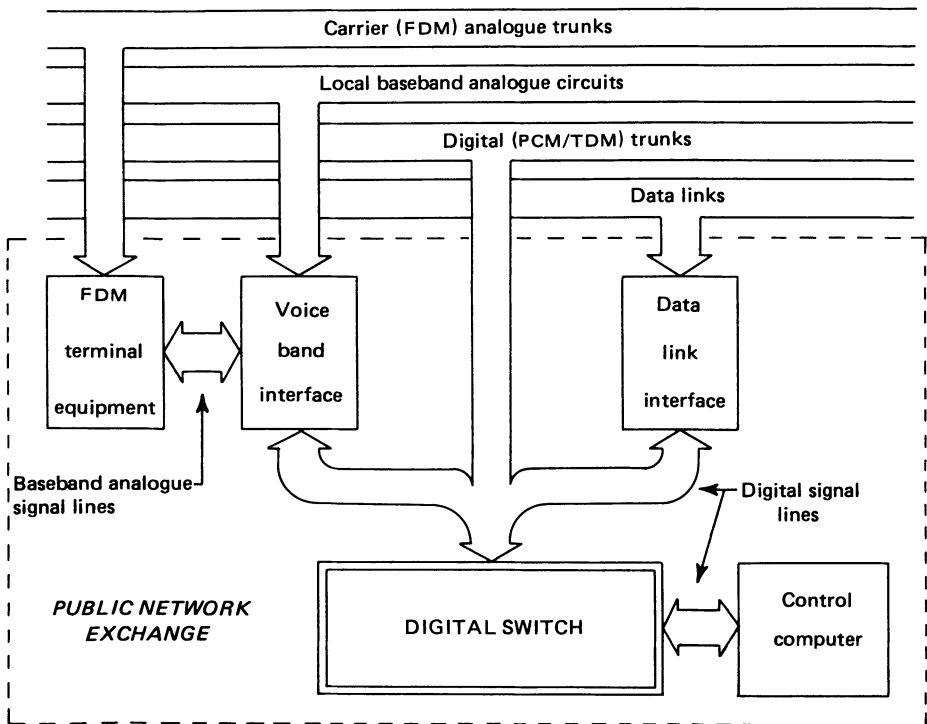 Carrier (FDM) analogue trunks
Local baseband analogue circuits
Digital (PCM/TDM) trunks
Data links
FDM
terminal
equipment
Voice
band
interface
Data
link
interface
Baseband analogue
signal lines
Digital signal
lines
PUBLIC NETWORK
EXCHANGE
DIGITAL SWITCH
Control
computer